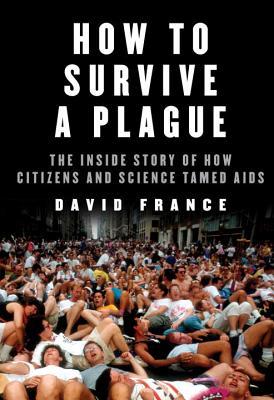 HOW TO
SURVIVE
A PLAGUE
THE INSIDE STORY OF HOW
CITIZENS AND SCIENCE TAMED AIDS
DAVID FRANCE